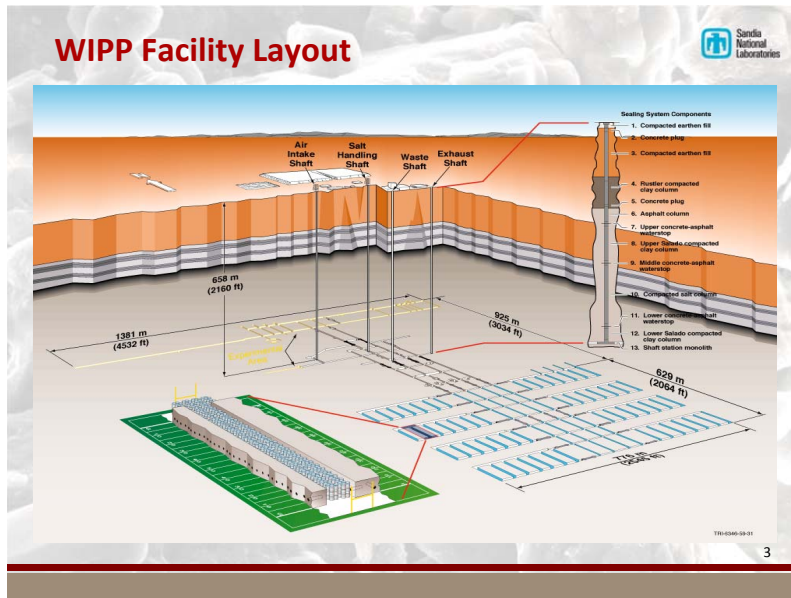 WIPP Facility Layout
Sandia
National
Laboratories
Sealing System Components
1. Compacted earthen fill
2. Concrete plug
3. Compacted earthen fill
4. Rustler compacted
clay column
5. Concrete plug
6. Asphalt column
7. Upper concrete-asphalt
waterstop
8. Upper Salado compacted
clay column
9. Middle concrete-asphalt
waterstop
10. Compacted salt column
11. Lower concrete-asphalt
waterstop
12. Lower Salado compacted
clay column
13. Shaft station monolith
Air
Intake
Shaft
Salt
Handling
Shaft
Waste
Shaft
Exhaust
Shaft
658 m
(2160 ft)
1381 m
(4532 ft)
925 m
(3034 ft)
629 m
(2064 ft)
776 m
TRI-0346-59-31
3